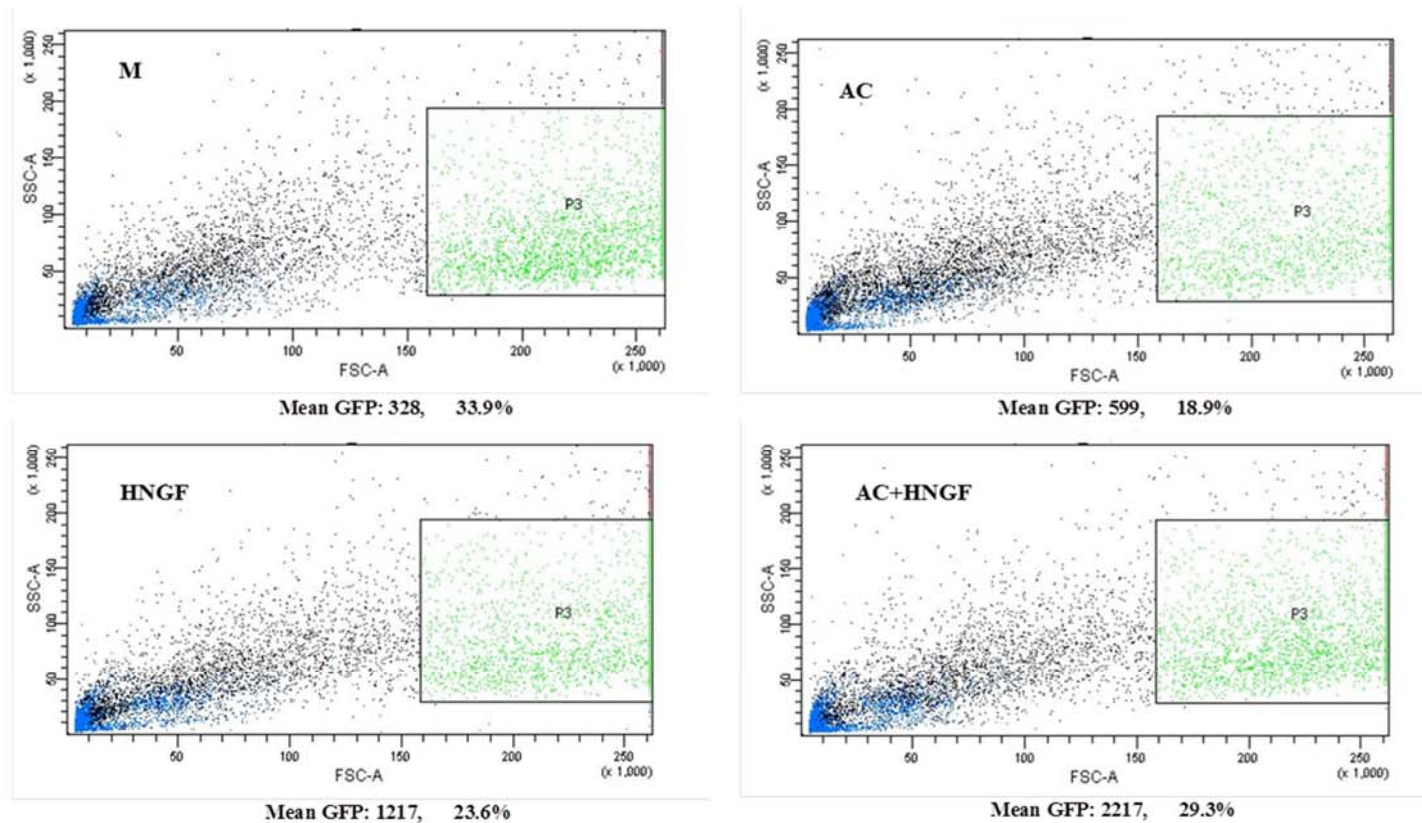 M
SSC-A
(x 1,000)
50 100 150 200 250
P3
50 100 150 200 250
FSC-A
(x 1,000)
Mean GFP: 328, 33.9%
AC
SSC-A
(x 1,000)
50 100 150 200 250
P3
50 100 150 200 250
FSC-A
(x 1,000)
Mean GFP: 599, 18.9%
HNGF
SSC-A
(x 1,000)
50 100 150 200 250
P3
50 100 150 200 250
FSC-A
(x 1,000)
Mean GFP: 1217, 23.6%
AC+HNGF
SSC-A
(x 1,000)
50 100 150 200 250
P3
50 100 150 200 250
FSC-A
(x 1,000)
Mean GFP: 2217, 29.3%